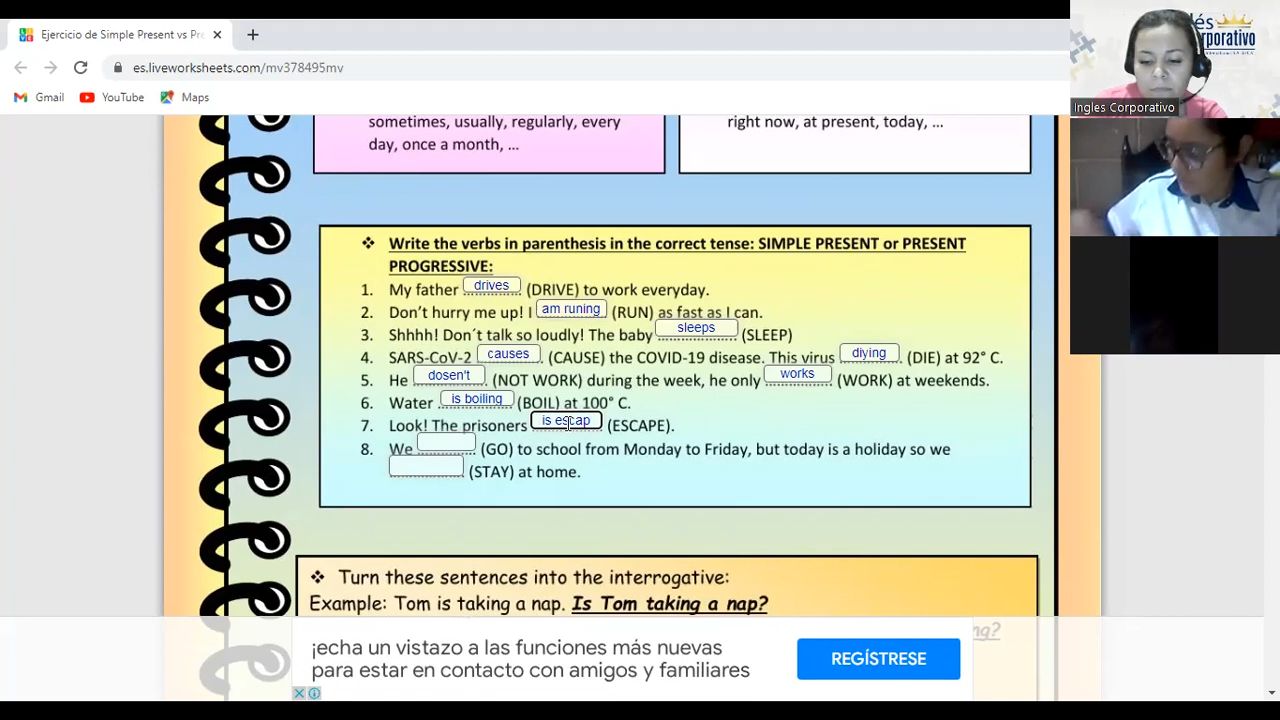 Ejercicio de Simple Present vs Pr
es.liveworksheets.com/mv378495mv
Gmail YouTube Maps
sometimes, usually, regularly, every
day, once a month, ...
right now, at present, today, ...
❖ Write the verbs in parenthesis in the correct tense: SIMPLE PRESENT or PRESENT
PROGRESSIVE:
1. My father drives (DRIVE) to work everyday.
2. Don't hurry me up! I am runing (RUN) as fast as I can.
3. Shhhh! Don´t talk so loudly! The baby sleeps (SLEEP)
4. SARS-CoV-2 causes (CAUSE) the COVID-19 disease. This virus diying (DIE) at 92° C.
5. He dosen't (NOT WORK) during the week, he only works (WORK) at weekends.
6. Water is boiling (BOIL) at 100° C.
7. Look! The prisoners is escap (ESCAPE).
8. We (GO) to school from Monday to Friday, but today is a holiday so we
(STAY) at home.
❖ Turn these sentences into the interrogative:
Example: Tom is taking a nap. Is Tom taking a nap?
ng?
¡echa un vistazo a las funciones más nuevas
para estar en contacto con amigos y familiares
REGÍSTRESE
Ingles Corporativo